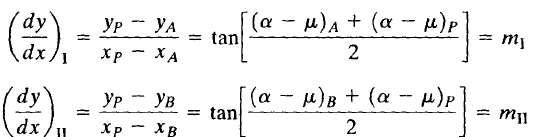 (dy/dx)_I = (y_P − y_A)/(x_P − x_A) = tan[((α − μ)_A + (α − μ)_P)/2] = m_I
(dy/dx)_II = (y_P − y_B)/(x_P − x_B) = tan[((α − μ)_B + (α − μ)_P)/2] = m_II